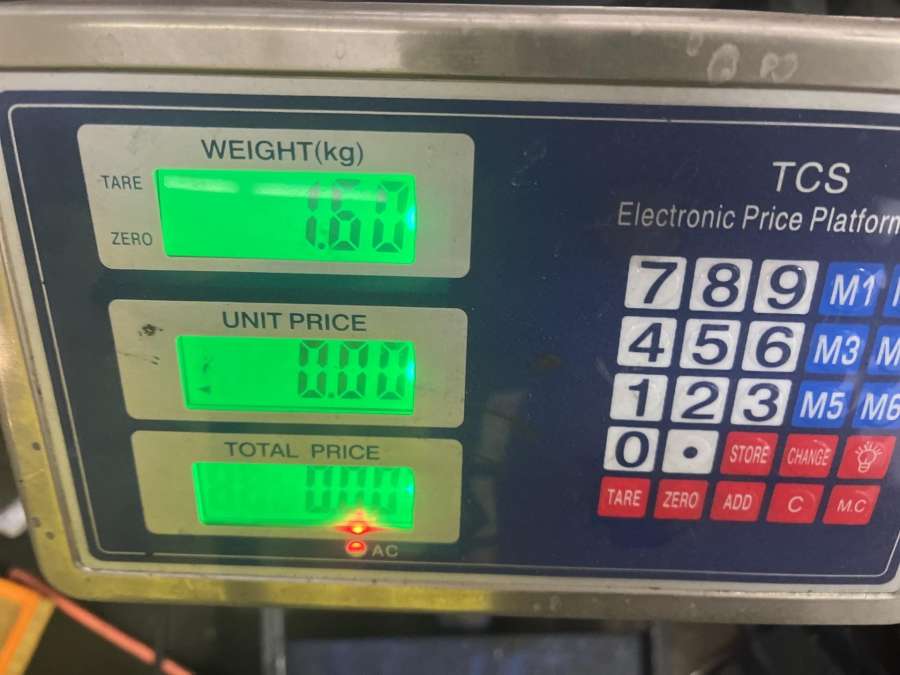 WEIGHT(kg)
TARE
ZERO
1.60
UNIT PRICE
0.00
TOTAL PRICE
0.00
AC
TCS
Electronic Price Platform
7 8 9 M1
4 5 6 M3
1 2 3 M5 M6
0 . STORE CHANGE
TARE ZERO ADD C M.C